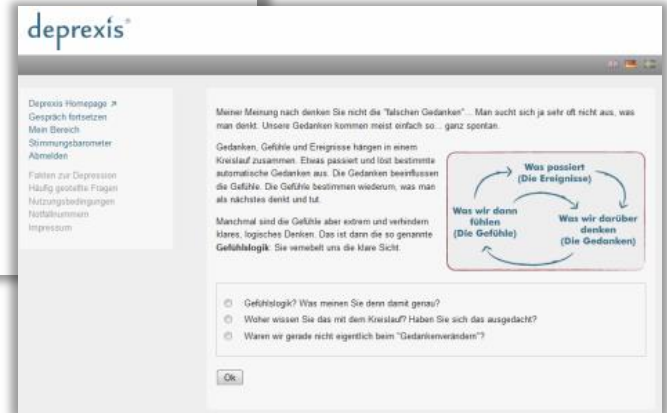 deprexis®
Deprexis Homepage ↗
Gespräch fortsetzen
Mein Bereich
Stimmungsbarometer
Abmelden
Fakten zur Depression
Häufig gestellte Fragen
Nutzungsbedingungen
Notfallnummern
Impressum
Meiner Meinung nach denken Sie nicht die "falschen Gedanken"... Man sucht sich ja sehr oft nicht aus, was
man denkt. Unsere Gedanken kommen meist einfach so... ganz spontan.
Gedanken, Gefühle und Ereignisse hängen in einem
Kreislauf zusammen. Etwas passiert und löst bestimmte
automatische Gedanken aus. Die Gedanken beeinflussen
die Gefühle. Die Gefühle bestimmen wiederum, was man
als nächstes denkt und tut.
Manchmal sind die Gefühle aber extrem und verhindern
klares, logisches Denken. Das ist dann die so genannte
Gefühlslogik: Sie vernebelt uns die klare Sicht.
Was passiert
(Die Ereignisse)
Was wir dann
fühlen
(Die Gefühle)
Was wir darüber
denken
(Die Gedanken)
Gefühlslogik? Was meinen Sie denn damit genau?
Woher wissen Sie das mit dem Kreislauf? Haben Sie sich das ausgedacht?
Waren wir gerade nicht eigentlich beim "Gedankenverändern"?
Ok